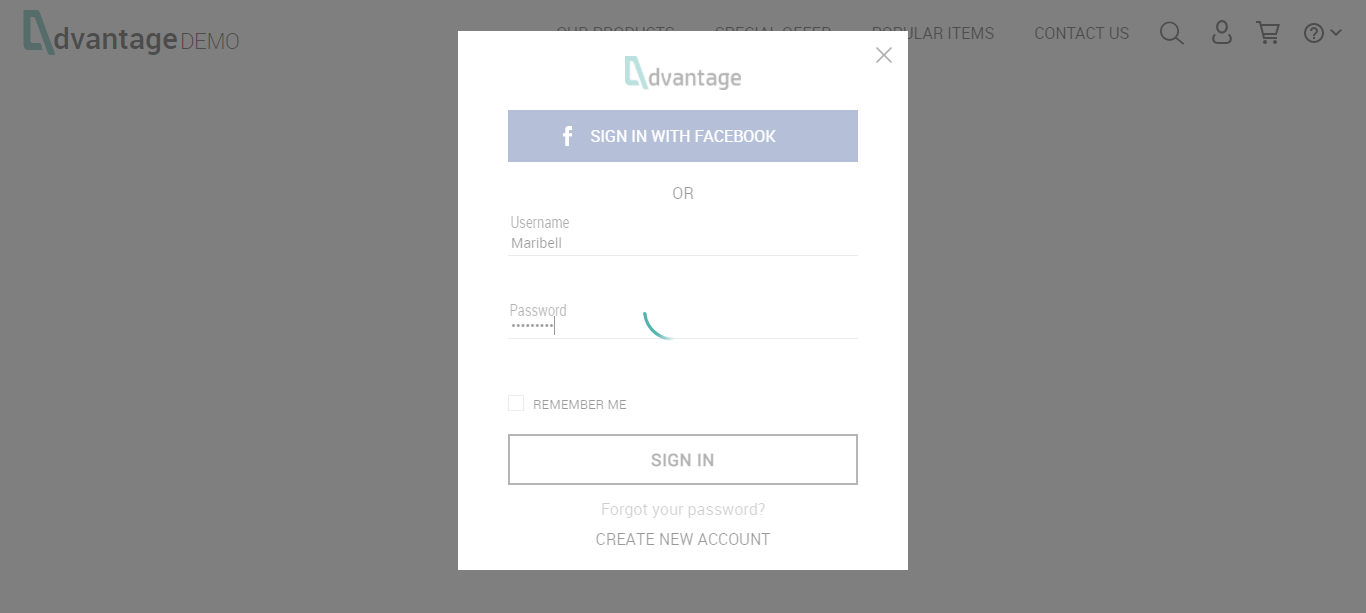 dvantage DEMO
OUR PRODUCTS SPECIAL OFFER POPULAR ITEMS CONTACT US
dvantage
SIGN IN WITH FACEBOOK
OR
Username
Maribell
Password
REMEMBER ME
SIGN IN
Forgot your password?
CREATE NEW ACCOUNT